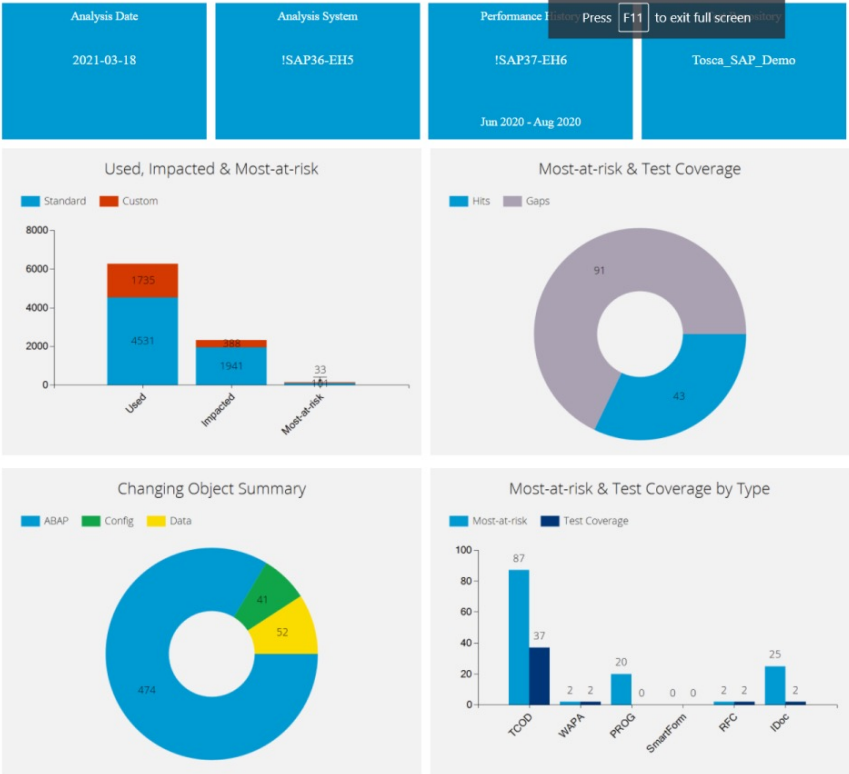 Analysis Date
2021-03-18
Analysis System
!SAP36-EH5
Performance History
!SAP37-EH6
Jun 2020 - Aug 2020
Press F11 to exit full screen
Tosca_SAP_Demo
Used, Impacted & Most-at-risk
Standard Custom
8000
6000
4000
2000
0
1735
4531
388
1941
33
101
Used
Impacted
Most-at-risk
Most-at-risk & Test Coverage
Hits Gaps
91
43
Changing Object Summary
ABAP Config Data
41
52
474
Most-at-risk & Test Coverage by Type
Most-at-risk Test Coverage
100
80
60
40
20
0
87
37
2 2
20
0
0 0
2 2
25
2
TCOD
WAPA
PROG
SmartForm
RFC
IDoc